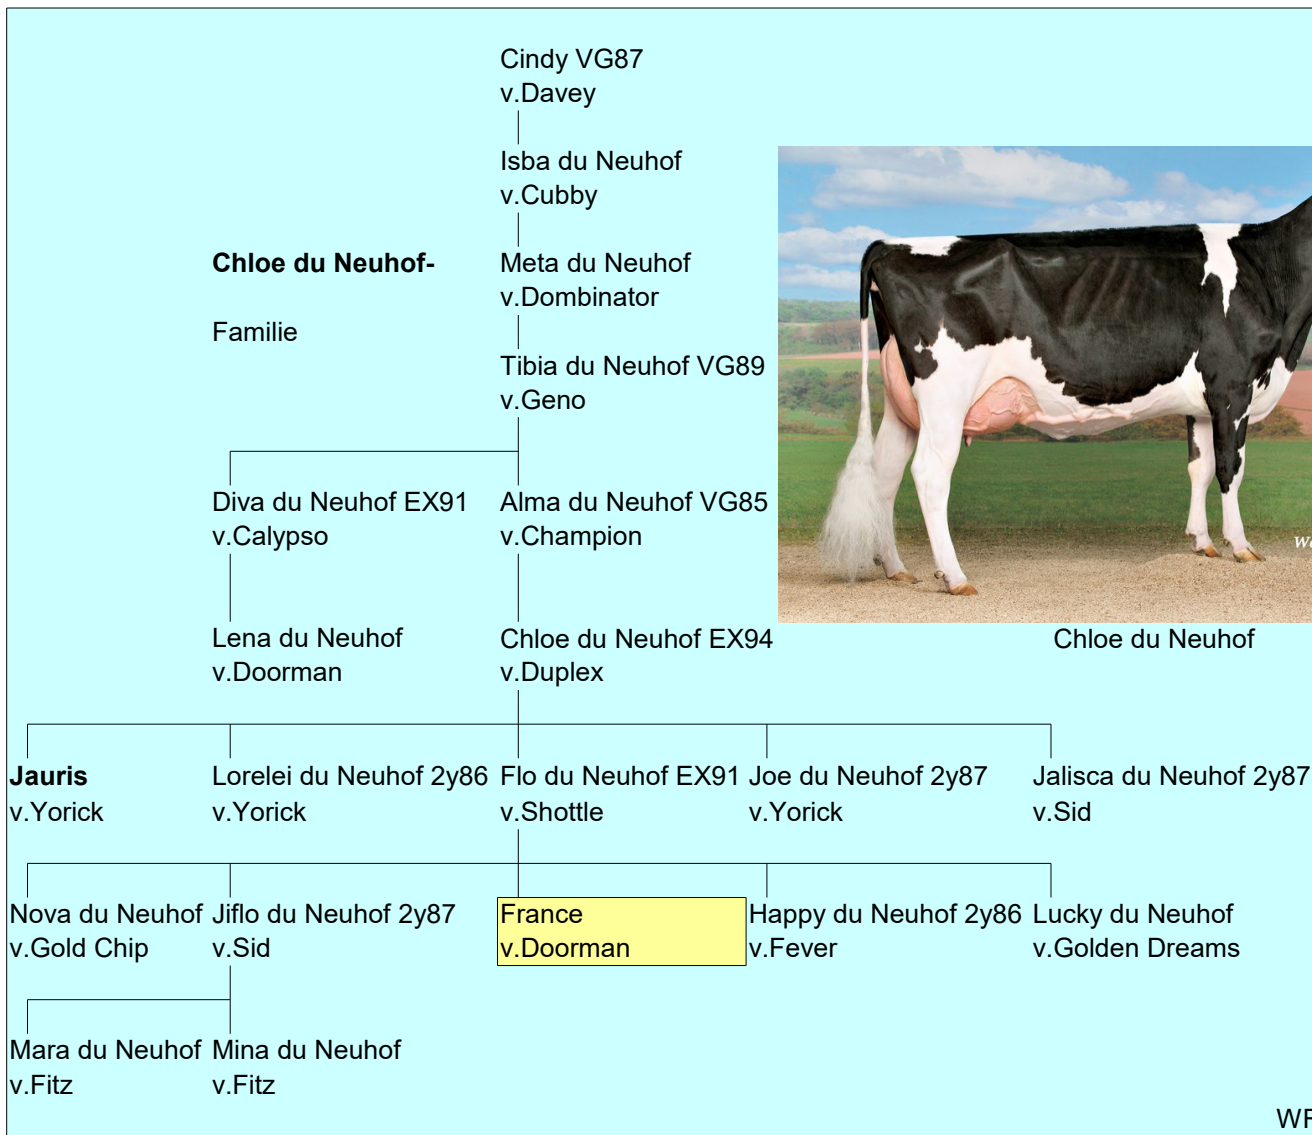 Cindy VG87
v.Davey
Isba du Neuhof
v.Cubby
Chloe du Neuhof-
Familie
Meta du Neuhof
v.Dombinator
Tibia du Neuhof VG89
v.Geno
Diva du Neuhof EX91
v.Calypso
Alma du Neuhof VG85
v.Champion
Lena du Neuhof
v.Doorman
Chloe du Neuhof EX94
v.Duplex
Chloe du Neuhof
Jauris
v.Yorick
Lorelei du Neuhof 2y86
v.Yorick
Flo du Neuhof EX91
v.Shottle
Joe du Neuhof 2y87
v.Yorick
Jalisca du Neuhof 2y87
v.Sid
Nova du Neuhof
v.Gold Chip
Jiflo du Neuhof 2y87
v.Sid
France
v.Doorman
Happy du Neuhof 2y86
v.Fever
Lucky du Neuhof
v.Golden Dreams
Mara du Neuhof
v.Fitz
Mina du Neuhof
v.Fitz